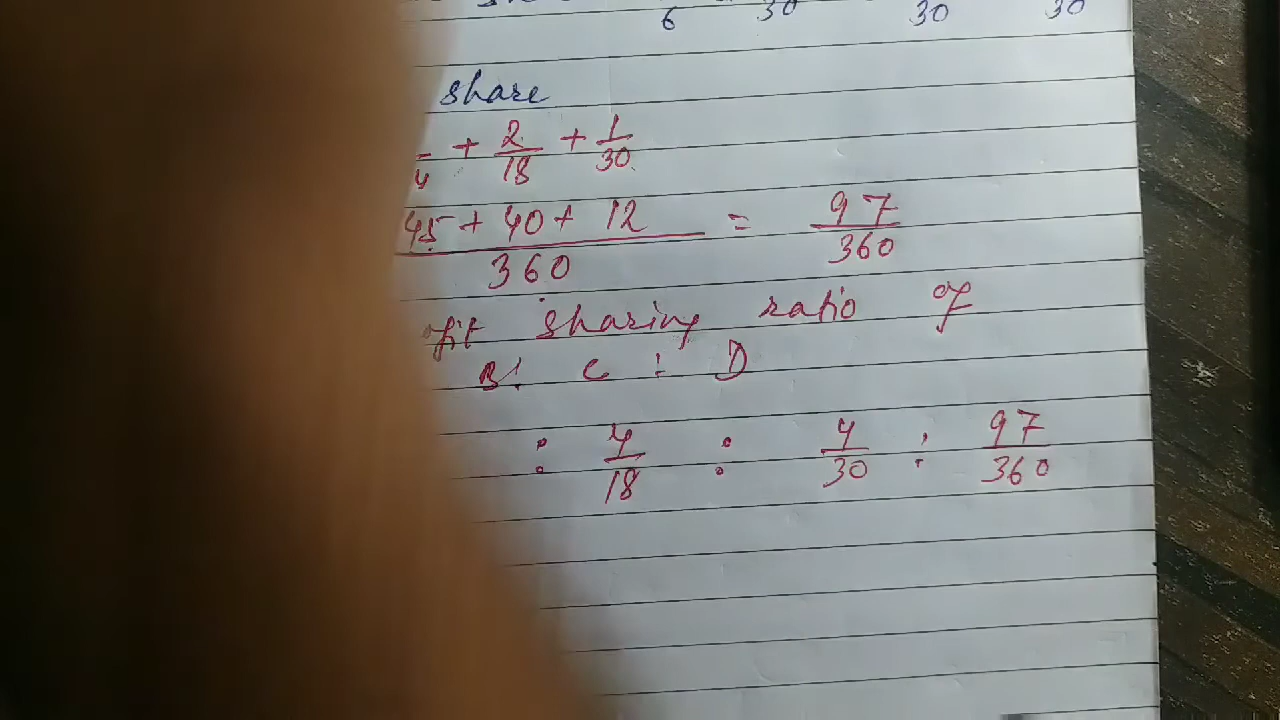 6 30 30 30
share
4 + 2/18 + 1/30
45 + 40 + 12 / 360 = 97/360
sharing ratio of
B : C : D
: 4/18 : 4/30 : 97/360